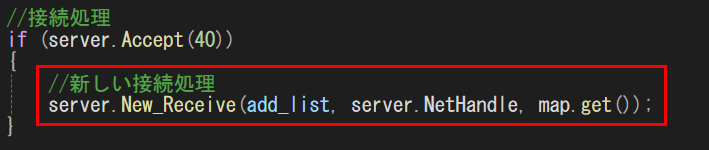 //接続処理
if (server.Accept(40))
{
//新しい接続処理
server.New_Receive(add_list, server.NetHandle, map.get());
}